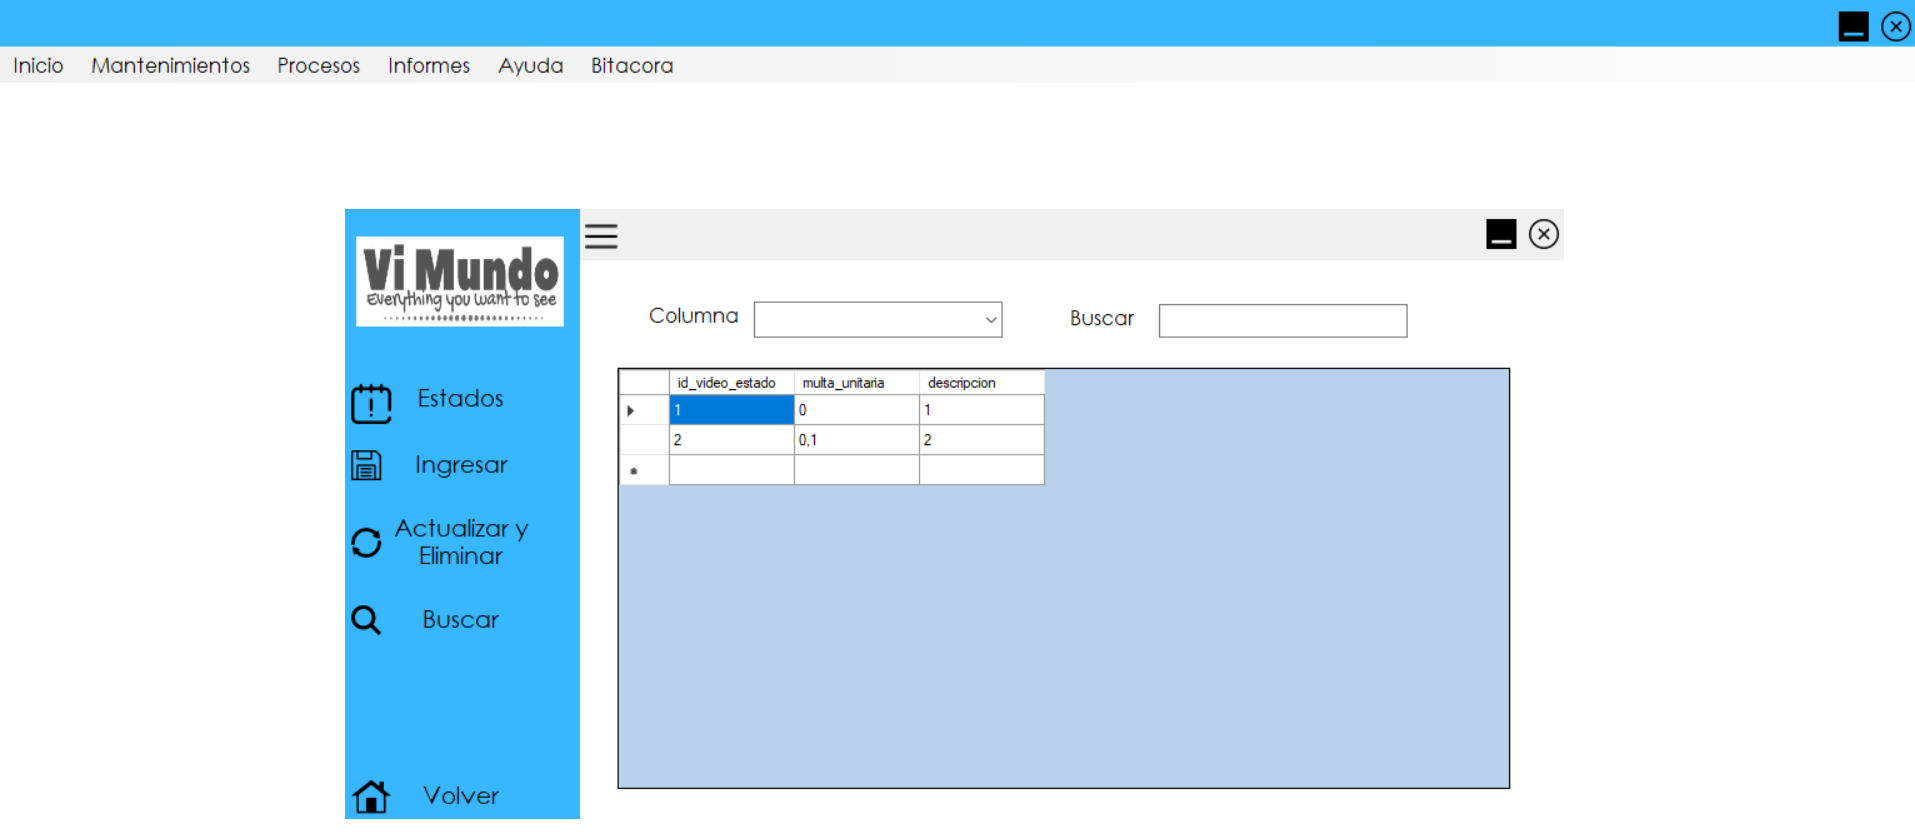 Inicio Mantenimientos Procesos Informes Ayuda Bitacora
Vi Mundo
Everything you want to see
Columna
Buscar
id_video_estado multa_unitaria descripcion
1 0 1
2 0,1 2
Estados
Ingresar
Actualizar y
Eliminar
Buscar
Volver